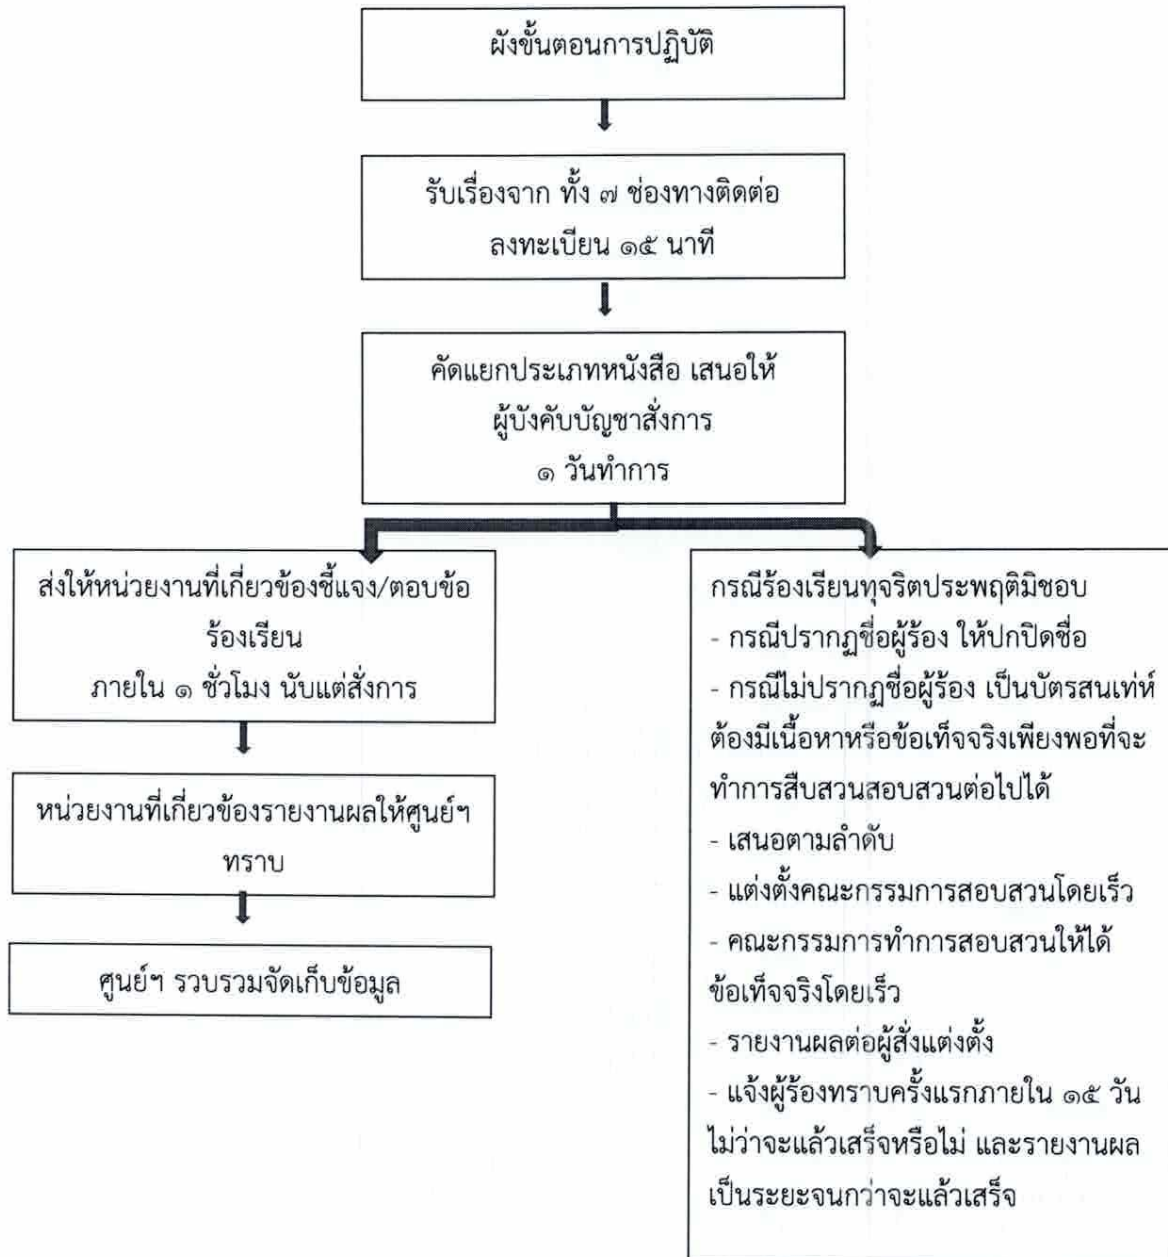 ผังขั้นตอนการปฏิบัติ
รับเรื่องจาก ทั้ง ๗ ช่องทางติดต่อ
ลงทะเบียน ๑๕ นาที
คัดแยกประเภทหนังสือ เสนอให้
ผู้บังคับบัญชาสั่งการ
๑ วันทำการ
ส่งให้หน่วยงานที่เกี่ยวข้องชี้แจง/ตอบข้อ
ร้องเรียน
ภายใน ๑ ชั่วโมง นับแต่สั่งการ
หน่วยงานที่เกี่ยวข้องรายงานผลให้ศูนย์ฯ
ทราบ
ศูนย์ฯ รวบรวมจัดเก็บข้อมูล
กรณีร้องเรียนทุจริตประพฤติมิชอบ
- กรณีปรากฏชื่อผู้ร้อง ให้ปกปิดชื่อ
- กรณีไม่ปรากฏชื่อผู้ร้อง เป็นบัตรสนเท่ห์
ต้องมีเนื้อหาหรือข้อเท็จจริงเพียงพอที่จะ
ทำการสืบสวนสอบสวนต่อไปได้
- เสนอตามลำดับ
- แต่งตั้งคณะกรรมการสอบสวนโดยเร็ว
- คณะกรรมการทำการสอบสวนให้ได้
ข้อเท็จจริงโดยเร็ว
- รายงานผลต่อผู้สั่งแต่งตั้ง
- แจ้งผู้ร้องทราบครั้งแรกภายใน ๑๕ วัน
ไม่ว่าจะแล้วเสร็จหรือไม่ และรายงานผล
เป็นระยะจนกว่าจะแล้วเสร็จ